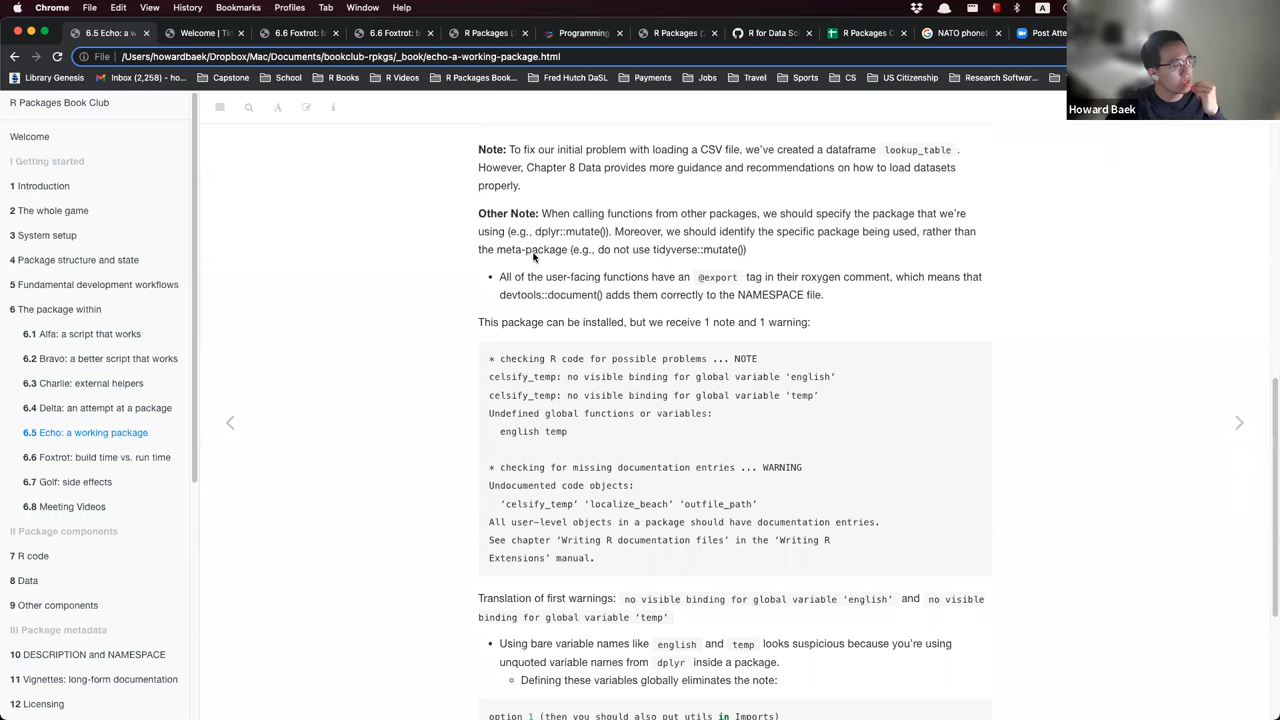 Chrome File Edit View History Bookmarks Profiles Tab Window Help
6.5 Echo: a w
Welcome | Ti
6.6 Foxtrot: b
6.6 Foxtrot: b
R Packages (
Programming
R Packages (
R for Data Sc
R Packages C
NATO phonet
Post Atte
File /Users/howardbaek/Dropbox/Mac/Documents/bookclub-rpkgs/_book/echo-a-working-package.html
Library Genesis Inbox (2,258) - ho... Capstone R Books R Videos R Packages... Fred Hutch DaSL Payments Jobs Travel Sports CS US Citizenship Research Softwar...
Howard Baek
R Packages Book Club
Welcome
I Getting started
1 Introduction
2 The whole game
3 System setup
4 Package structure and state
5 Fundamental development workflows
6 The package within
6.1 Alfa: a script that works
6.2 Bravo: a better script that works
6.3 Charlie: external helpers
6.4 Delta: an attempt at a package
6.5 Echo: a working package
6.6 Foxtrot: build time vs. run time
6.7 Golf: side effects
6.8 Meeting Videos
II Package components
7 R code
8 Data
9 Other components
III Package metadata
10 DESCRIPTION and NAMESPACE
11 Vignettes: long-form documentation
12 Licensing
Note: To fix our initial problem with loading a CSV file, we've created a dataframe lookup_table .
However, Chapter 8 Data provides more guidance and recommendations on how to load datasets
properly.
Other Note: When calling functions from other packages, we should specify the package that we're
using (e.g., dplyr::mutate()). Moreover, we should identify the specific package being used, rather than
the meta-package (e.g., do not use tidyverse::mutate())
• All of the user-facing functions have an @export tag in their roxygen comment, which means that
devtools::document() adds them correctly to the NAMESPACE file.
This package can be installed, but we receive 1 note and 1 warning:
* checking R code for possible problems ... NOTE
celsify_temp: no visible binding for global variable ‘english’
celsify_temp: no visible binding for global variable ‘temp’
Undefined global functions or variables:
english temp
* checking for missing documentation entries ... WARNING
Undocumented code objects:
‘celsify_temp’ ‘localize_beach’ ‘outfile_path’
All user-level objects in a package should have documentation entries.
See chapter ‘Writing R documentation files’ in the ‘Writing R
Extensions’ manual.
Translation of first warnings: no visible binding for global variable ‘english’ and no visible
binding for global variable ‘temp’
• Using bare variable names like english and temp looks suspicious because you're using
unquoted variable names from dplyr inside a package.
Defining these variables globally eliminates the note:
option 1 (then you should also put utils in Imports)